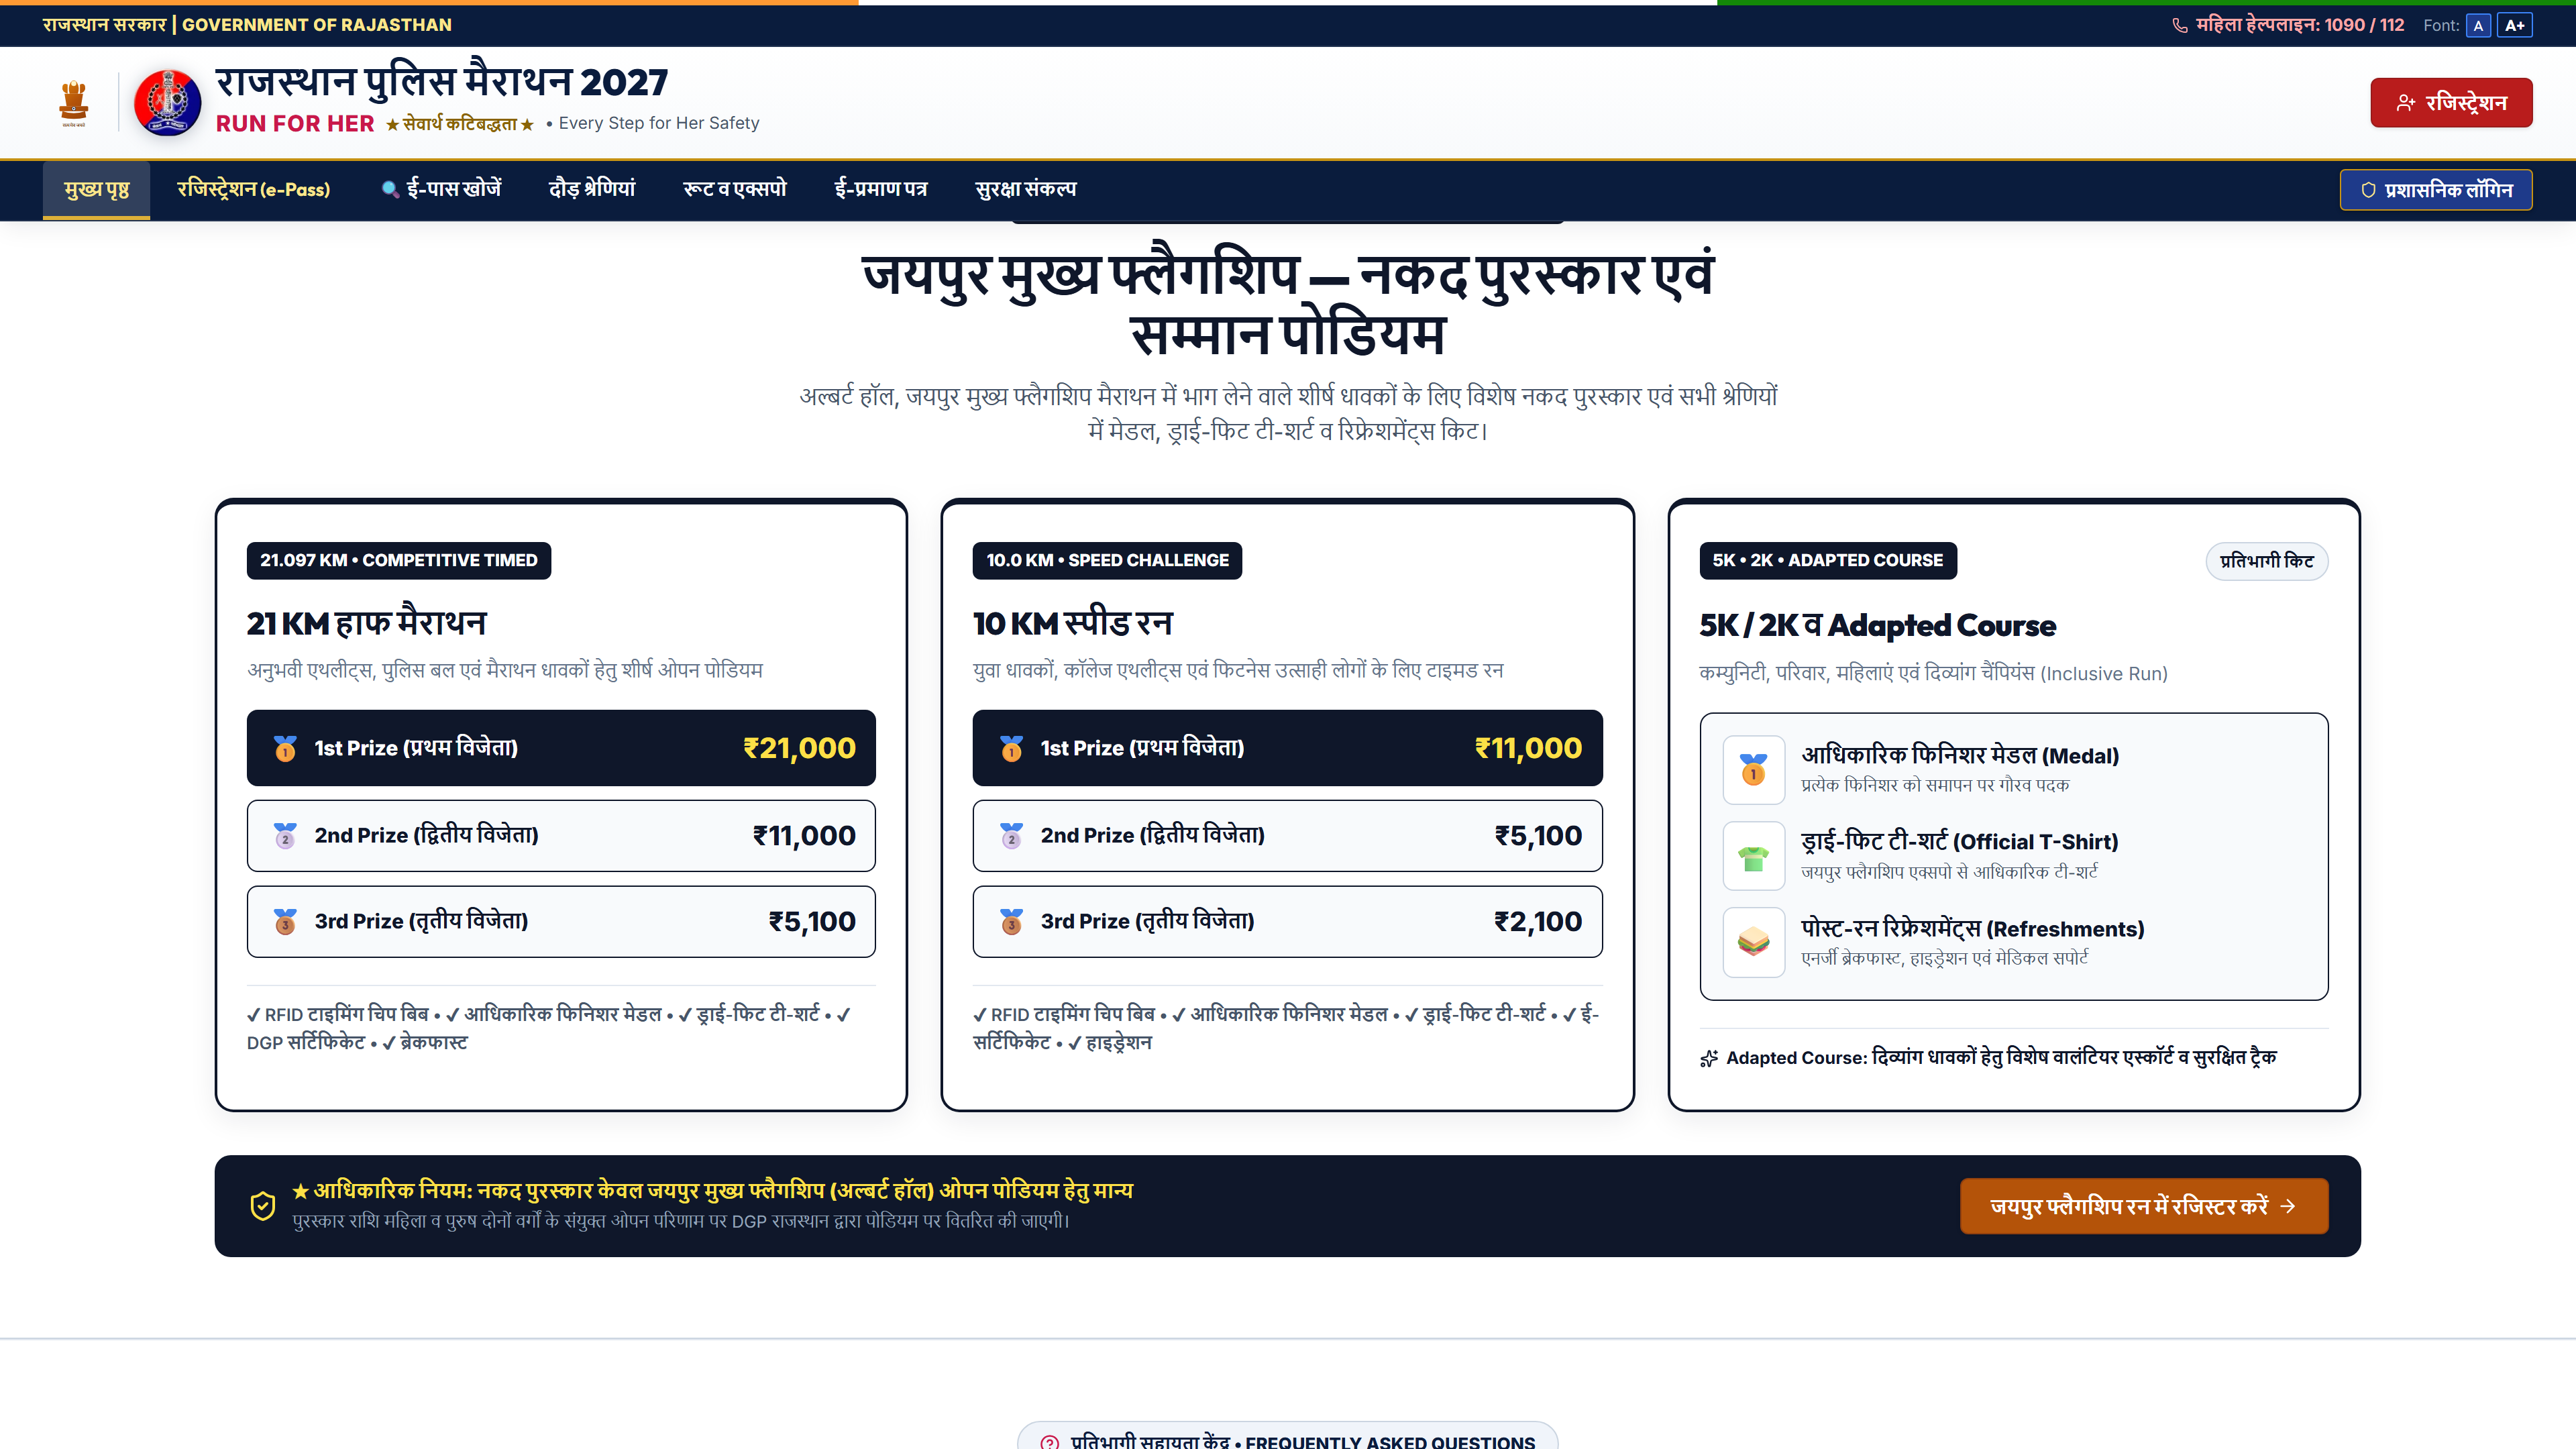 राजस्थान सरकार | GOVERNMENT OF RAJASTHAN
महिला हेल्पलाइन: 1090 / 112
Font: A A+
राजस्थान पुलिस मैराथन 2027
RUN FOR HER ★ सेवार्थ कटिबद्धता ★ • Every Step for Her Safety
रजिस्ट्रेशन
मुख्य पृष्ठ
रजिस्ट्रेशन (e-Pass)
🔍 ई-पास खोजें
दौड़ श्रेणियां
रूट व एक्सपो
ई-प्रमाण पत्र
सुरक्षा संकल्प
प्रशासनिक लॉगिन
जयपुर मुख्य फ्लैगशिप — नकद पुरस्कार एवं
सम्मान पोडियम
अल्बर्ट हॉल, जयपुर मुख्य फ्लैगशिप मैराथन में भाग लेने वाले शीर्ष धावकों के लिए विशेष नकद पुरस्कार एवं सभी श्रेणियों
में मेडल, ड्राई-फिट टी-शर्ट व रिफ्रेशमेंट्स किट।
21.097 KM • COMPETITIVE TIMED
21 KM हाफ मैराथन
अनुभवी एथलीट्स, पुलिस बल एवं मैराथन धावकों हेतु शीर्ष ओपन पोडियम
1st Prize (प्रथम विजेता) ₹21,000
2nd Prize (द्वितीय विजेता) ₹11,000
3rd Prize (तृतीय विजेता) ₹5,100
✓ RFID टाइमिंग चिप बिब • ✓ आधिकारिक फिनिशर मेडल • ✓ ड्राई-फिट टी-शर्ट • ✓
DGP सर्टिफिकेट • ✓ ब्रेकफास्ट
10.0 KM • SPEED CHALLENGE
10 KM स्पीड रन
युवा धावकों, कॉलेज एथलीट्स एवं फिटनेस उत्साही लोगों के लिए टाइमड रन
1st Prize (प्रथम विजेता) ₹11,000
2nd Prize (द्वितीय विजेता) ₹5,100
3rd Prize (तृतीय विजेता) ₹2,100
✓ RFID टाइमिंग चिप बिब • ✓ आधिकारिक फिनिशर मेडल • ✓ ड्राई-फिट टी-शर्ट • ✓ ई-
सर्टिफिकेट • ✓ हाइड्रेशन
5K • 2K • ADAPTED COURSE
प्रतिभागी किट
5K / 2K व Adapted Course
कम्युनिटी, परिवार, महिलाएं एवं दिव्यांग चैंपियंस (Inclusive Run)
आधिकारिक फिनिशर मेडल (Medal)
प्रत्येक फिनिशर को समापन पर गौरव पदक
ड्राई-फिट टी-शर्ट (Official T-Shirt)
जयपुर फ्लैगशिप एक्सपो से आधिकारिक टी-शर्ट
पोस्ट-रन रिफ्रेशमेंट्स (Refreshments)
एनर्जी ब्रेकफास्ट, हाइड्रेशन एवं मेडिकल सपोर्ट
Adapted Course: दिव्यांग धावकों हेतु विशेष वालंटियर एस्कॉर्ट व सुरक्षित ट्रैक
★ आधिकारिक नियम: नकद पुरस्कार केवल जयपुर मुख्य फ्लैगशिप (अल्बर्ट हॉल) ओपन पोडियम हेतु मान्य
पुरस्कार राशि महिला व पुरुष दोनों वर्गों के संयुक्त ओपन परिणाम पर DGP राजस्थान द्वारा पोडियम पर वितरित की जाएगी।
जयपुर फ्लैगशिप रन में रजिस्टर करें →
प्रतिभागी सहायता केंद्र • FREQUENTLY ASKED QUESTIONS